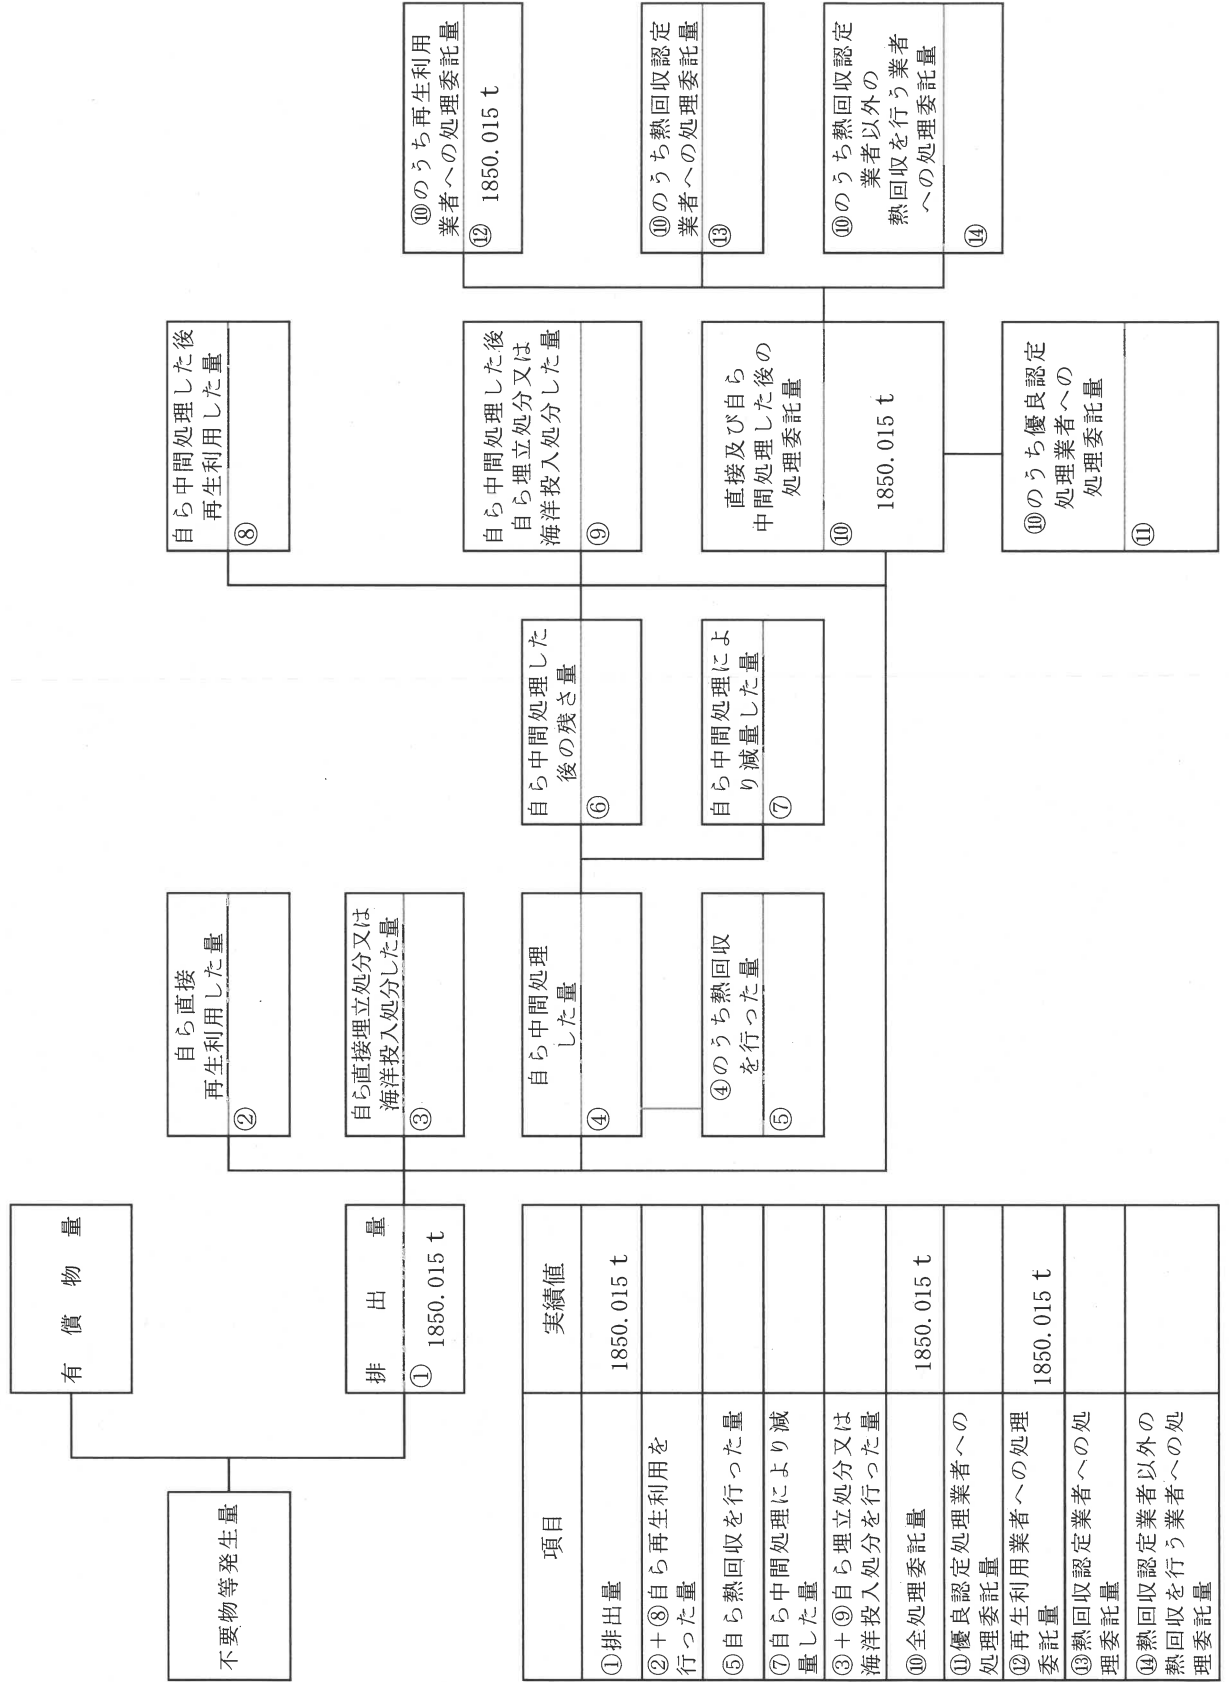 不要物等発生量
有償物量
排出量
① 1850.015 t
自ら直接
再生利用した量
②
自ら直接埋立処分又は
海洋投入処分した量
③
自ら中間処理
した量
④
④のうち熱回収
を行った量
⑤
自ら中間処理した
後の残さ量
⑥
自ら中間処理によ
り減量した量
⑦
自ら中間処理した後
再生利用した量
⑧
自ら中間処理した後
自ら埋立処分又は
海洋投入処分した量
⑨
直接及び自ら
中間処理した後の
処理委託量
⑩
1850.015 t
⑩のうち優良認定
処理業者への
処理委託量
⑪
⑩のうち再生利用
業者への処理委託量
⑫ 1850.015 t
⑩のうち熱回収認定
業者への処理委託量
⑬
⑩のうち熱回収認定
業者以外の
熱回収を行う業者
への処理委託量
⑭
項目 実績値
①排出量 1850.015 t
②+⑧自ら再生利用を
行った量
⑤自ら熱回収を行った量
⑦自ら中間処理により減
量した量
③+⑨自ら埋立処分又は
海洋投入処分を行った量
⑩全処理委託量 1850.015 t
⑪優良認定処理業者への
処理委託量
⑫再生利用業者への処理
委託量 1850.015 t
⑬熱回収認定業者への処
理委託量
⑭熱回収認定業者以外の
熱回収を行う業者への処
理委託量